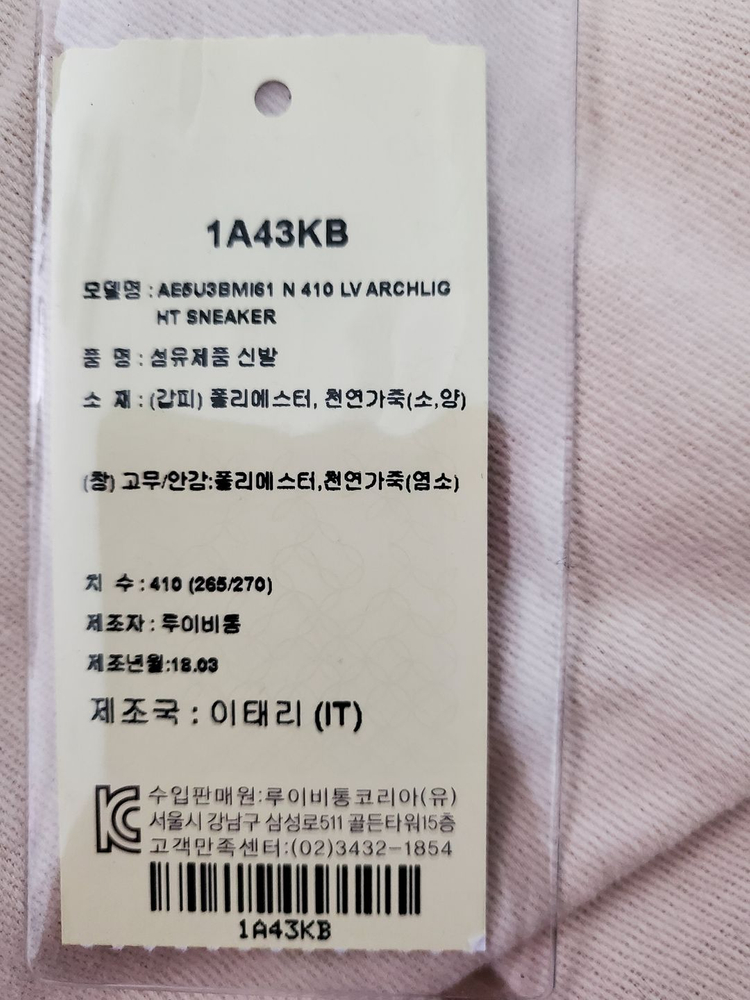 1A43KB
모델명 : AE5U3BMI61 N 410 LV ARCHLIG
HT SNEAKER
품 명 : 섬유제품 신발
소 재 : (갑피) 폴리에스터, 천연가죽(소,양)
(창) 고무/안감:폴리에스터,천연가죽(염소)
치 수 : 410 (265/270)
제조자 : 루이비통
제조년월:18.03
제조국 : 이태리 (IT)
KC
수입판매원:루이비통코리아(유)
서울시 강남구 삼성로511 골든타워15층
고객만족센터:(02)3432-1854
1A43KB